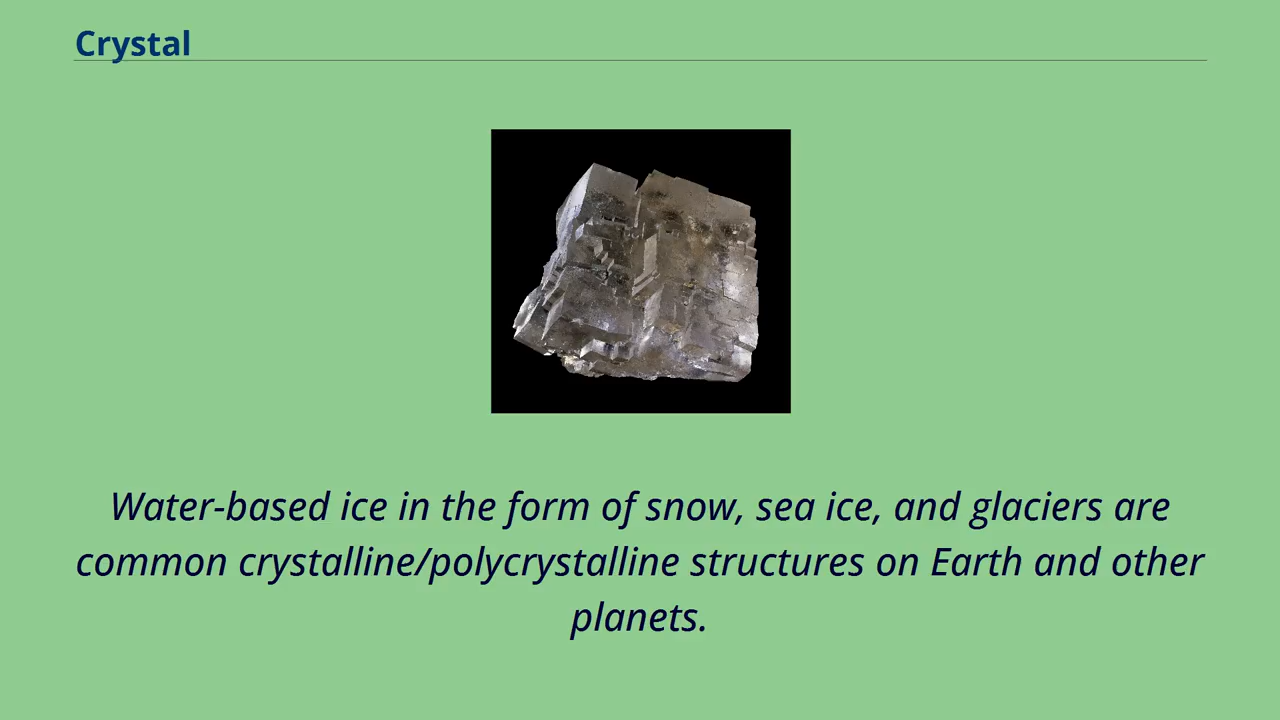 Crystal
Water-based ice in the form of snow, sea ice, and glaciers are
common crystalline/polycrystalline structures on Earth and other
planets.